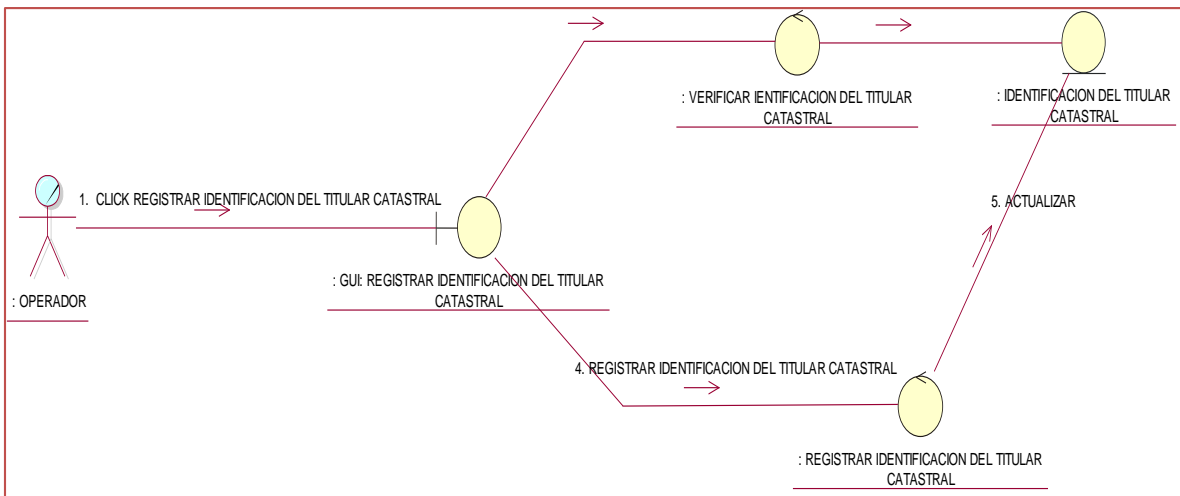 : VERIFICAR IENTIFICACION DEL TITULAR
CATASTRAL
: IDENTIFICACION DEL TITULAR
CATASTRAL
1. CLICK REGISTRAR IDENTIFICACION DEL TITULAR CATASTRAL
5. ACTUALIZAR
: GUI: REGISTRAR IDENTIFICACION DEL TITULAR
CATASTRAL
: OPERADOR
4. REGISTRAR IDENTIFICACION DEL TITULAR CATASTRAL
: REGISTRAR IDENTIFICACION DEL TITULAR
CATASTRAL